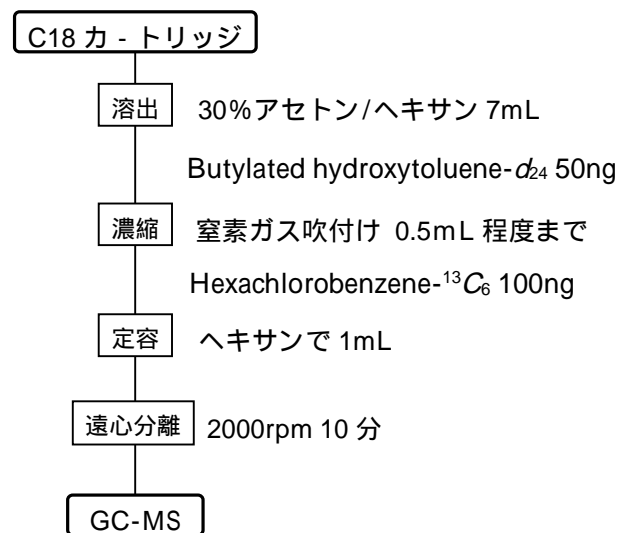 C18 カ - トリッジ
溶出 30%アセトン/ヘキサン 7mL
Butylated hydroxytoluene-d₂₄ 50ng
濃縮 窒素ガス吹付け 0.5mL 程度まで
Hexachlorobenzene-¹³C₆ 100ng
定容 ヘキサンで 1mL
遠心分離 2000rpm 10 分
GC-MS